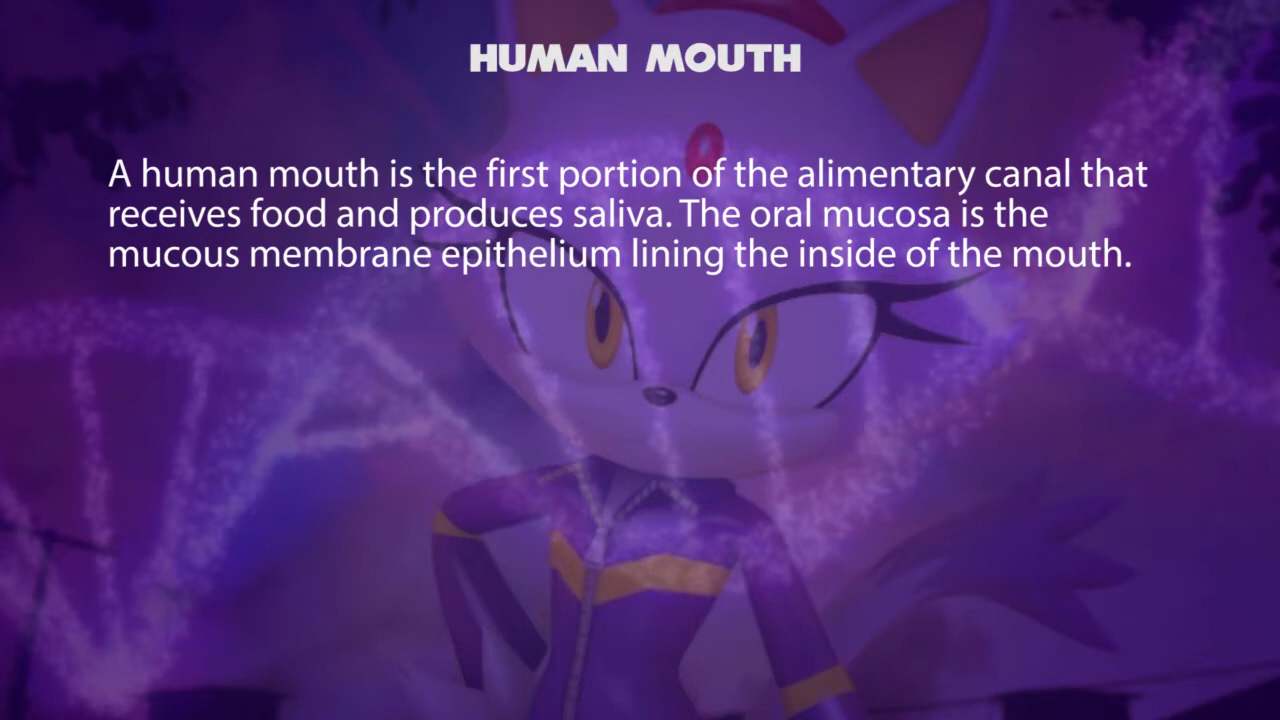 HUMAN MOUTH
A human mouth is the first portion of the alimentary canal that
receives food and produces saliva. The oral mucosa is the
mucous membrane epithelium lining the inside of the mouth.